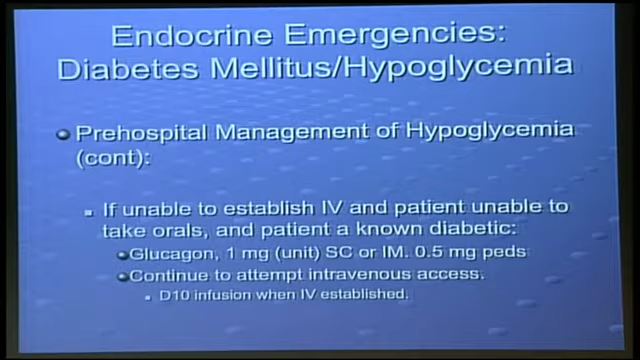 Endocrine Emergencies:
Diabetes Mellitus/Hypoglycemia
Prehospital Management of Hypoglycemia
(cont):
If unable to establish IV and patient unable to
take orals, and patient a known diabetic:
Glucagon, 1 mg (unit) SC or IM. 0.5 mg peds
Continue to attempt intravenous access.
D10 infusion when IV established.